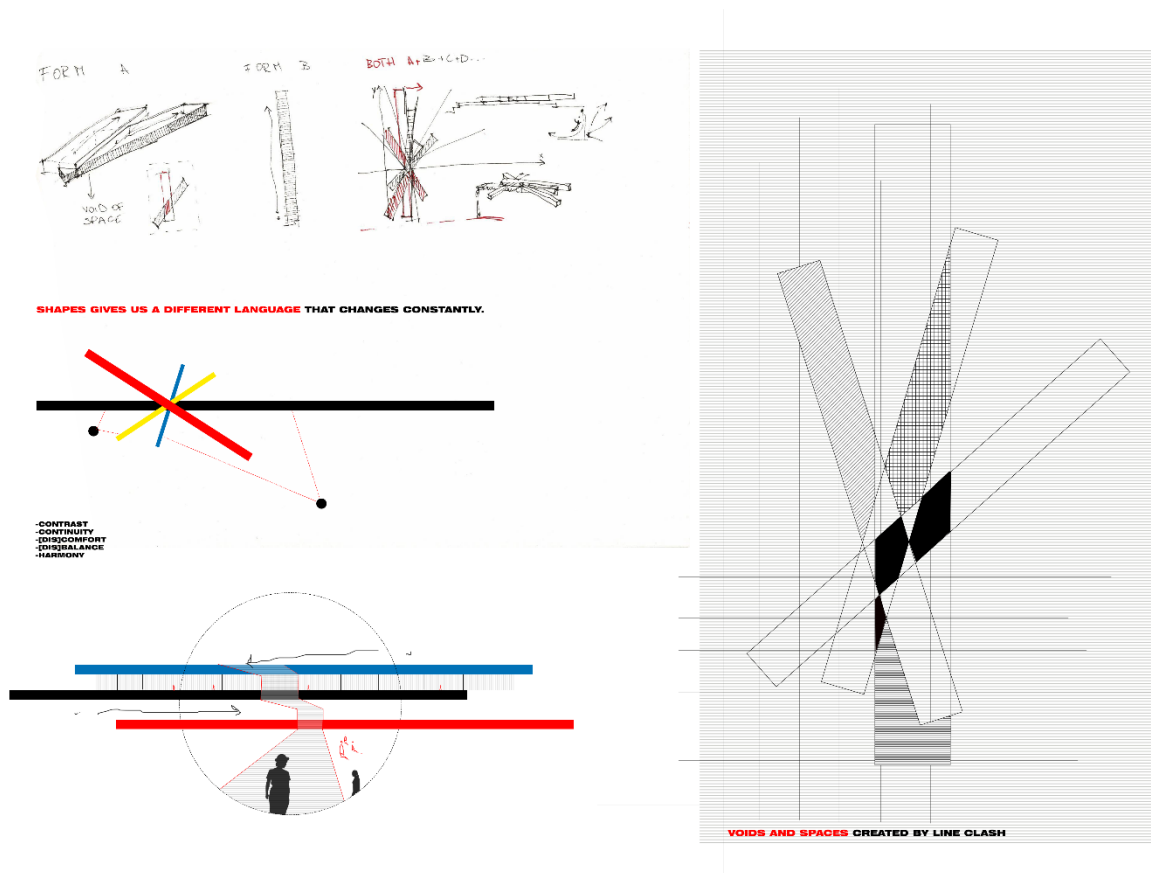 FORM A
FORM B
BOTH A+B+C+D...
VOID OF
SPACE
y
x
SHAPES GIVES US A DIFFERENT LANGUAGE THAT CHANGES CONSTANTLY.
-CONTRAST
-CONTINUITY
-[DIS]COMFORT
-[DIS]BALANCE
-HARMONY
VOIDS AND SPACES CREATED BY LINE CLASH